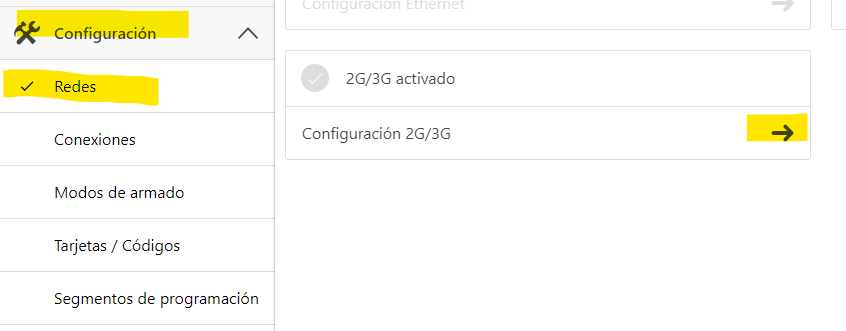 Configuración
Redes
Conexiones
Modos de armado
Tarjetas / Códigos
Segmentos de programación
Configuración Ethernet
2G/3G activado
Configuración 2G/3G